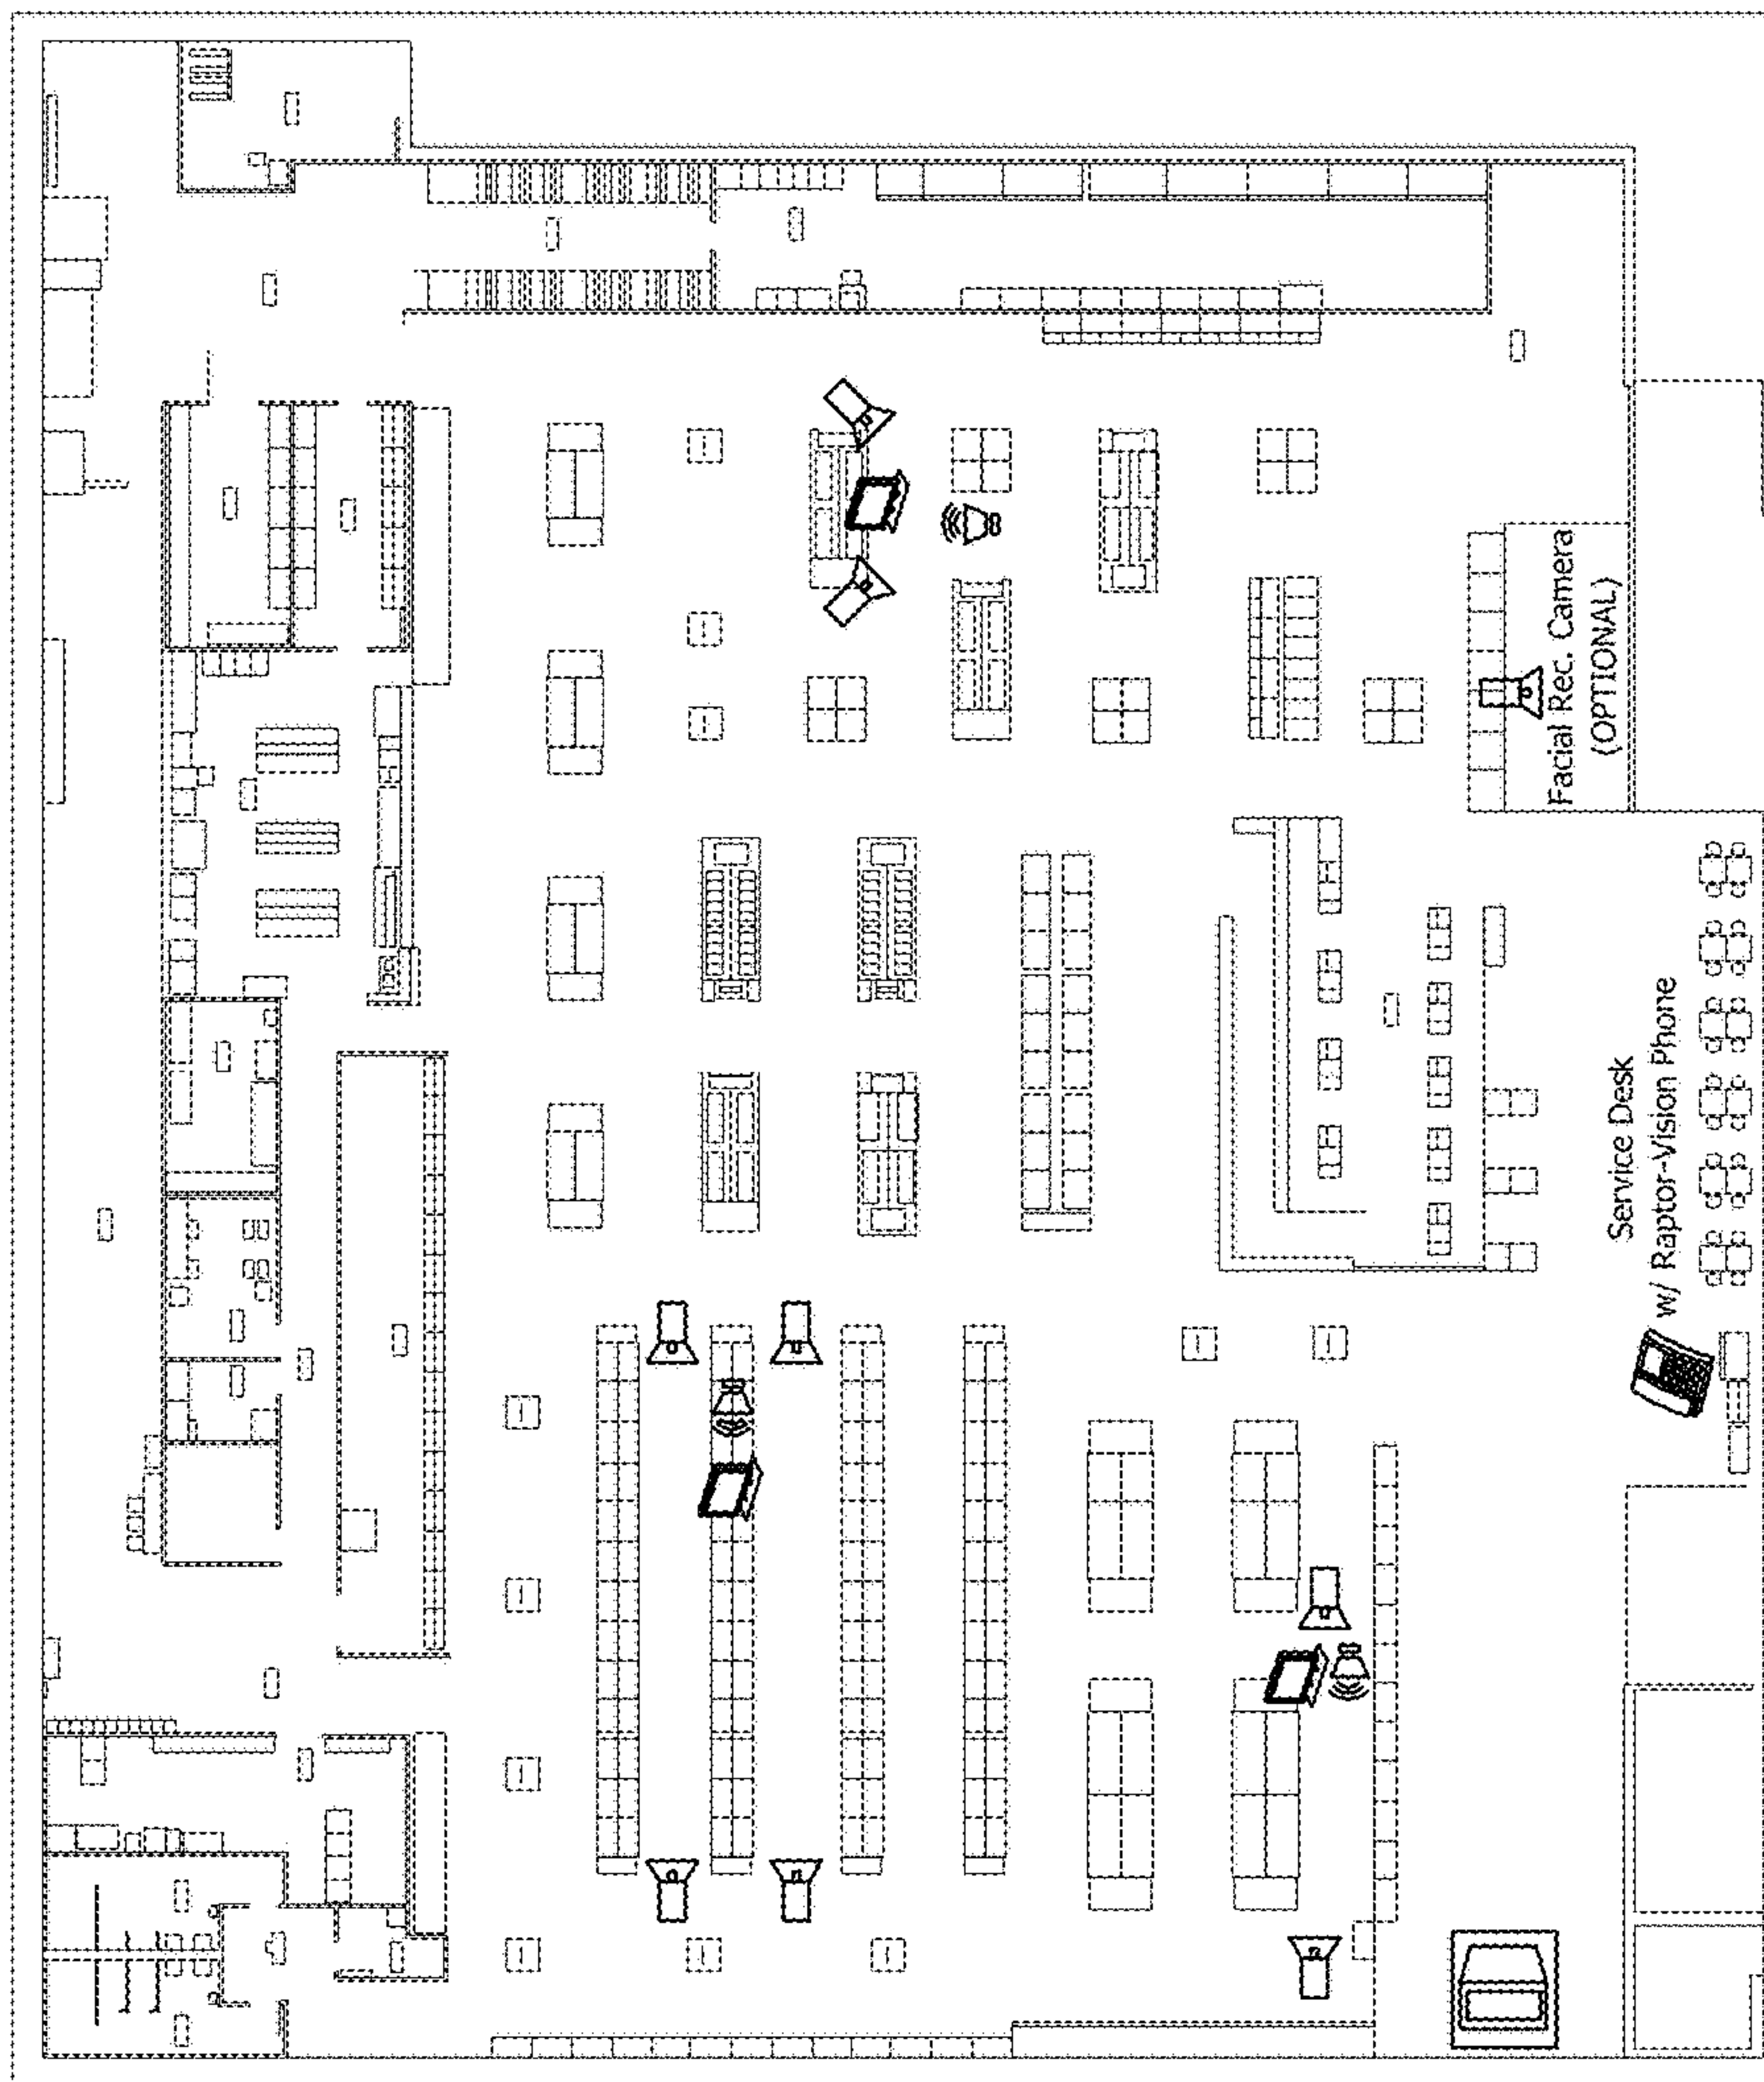 Facial Rec. Camera
(OPTIONAL)
Service Desk
w/ Raptor-Vision Phone